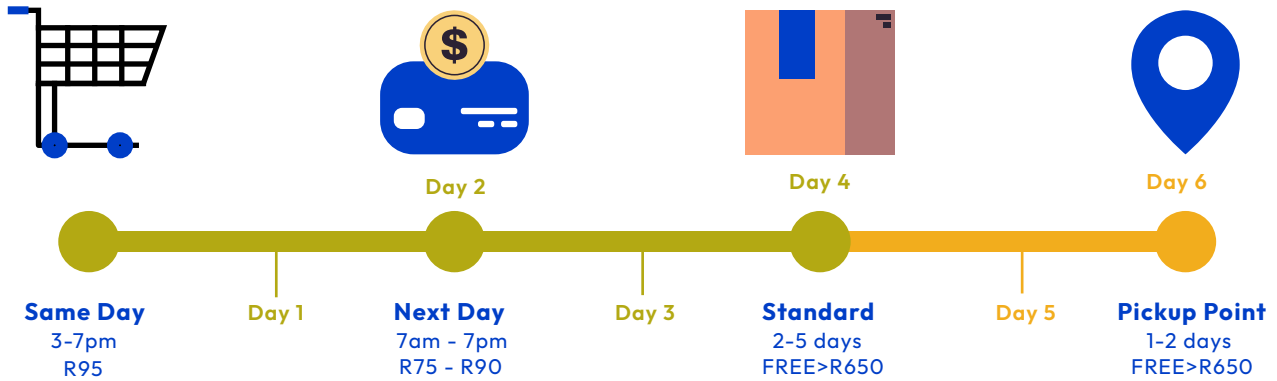 $
Day 2
Day 4
Day 6
Day 1
Day 3
Day 5
Same Day
3-7pm
R95
Next Day
7am - 7pm
R75 - R90
Standard
2-5 days
FREE>R650
Pickup Point
1-2 days
FREE>R650